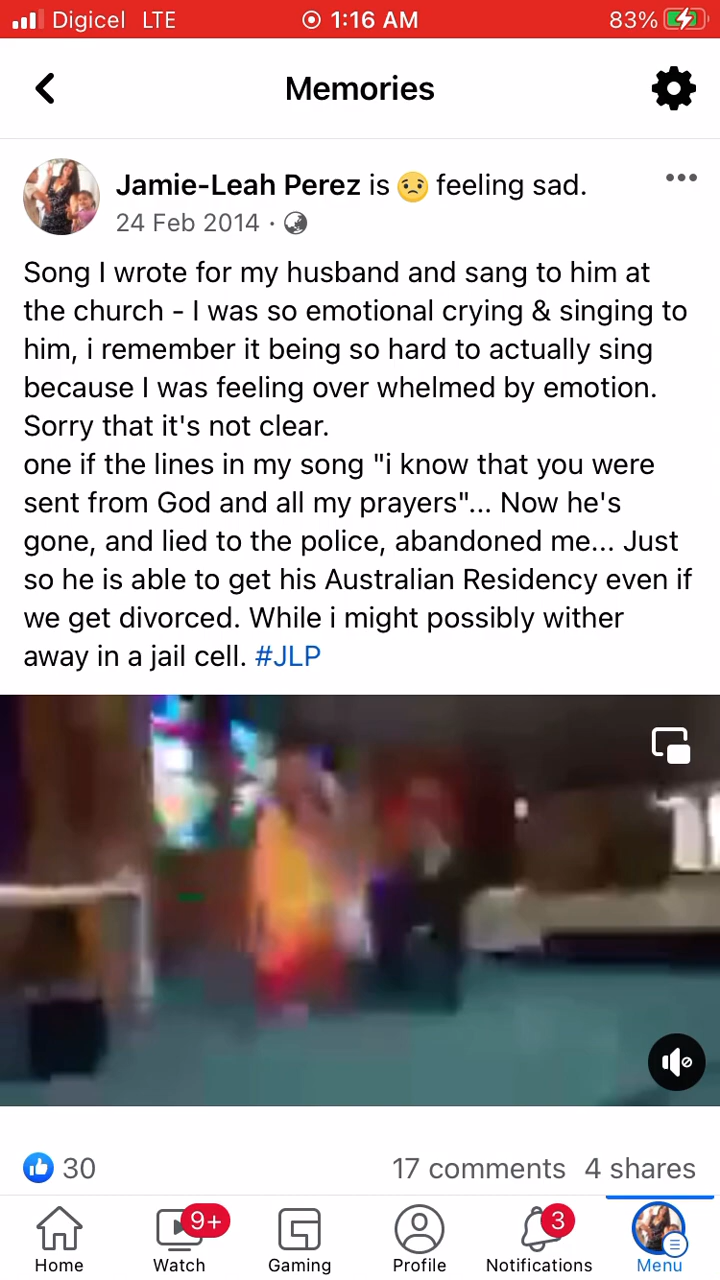 Digicel LTE 1:16 AM 83%
Memories
Jamie-Leah Perez is 😟 feeling sad.
24 Feb 2014 ·
Song I wrote for my husband and sang to him at
the church - I was so emotional crying & singing to
him, i remember it being so hard to actually sing
because I was feeling over whelmed by emotion.
Sorry that it's not clear.
one if the lines in my song "i know that you were
sent from God and all my prayers"... Now he's
gone, and lied to the police, abandoned me... Just
so he is able to get his Australian Residency even if
we get divorced. While i might possibly wither
away in a jail cell. #JLP
30 17 comments 4 shares
9+ 3
Home Watch Gaming Profile Notifications Menu